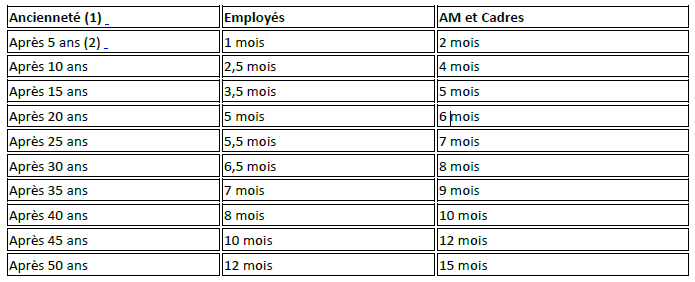 Ancienneté (1) Employés AM et Cadres
Après 5 ans (2) 1 mois 2 mois
Après 10 ans 2,5 mois 4 mois
Après 15 ans 3,5 mois 5 mois
Après 20 ans 5 mois 6 mois
Après 25 ans 5,5 mois 7 mois
Après 30 ans 6,5 mois 8 mois
Après 35 ans 7 mois 9 mois
Après 40 ans 8 mois 10 mois
Après 45 ans 10 mois 12 mois
Après 50 ans 12 mois 15 mois